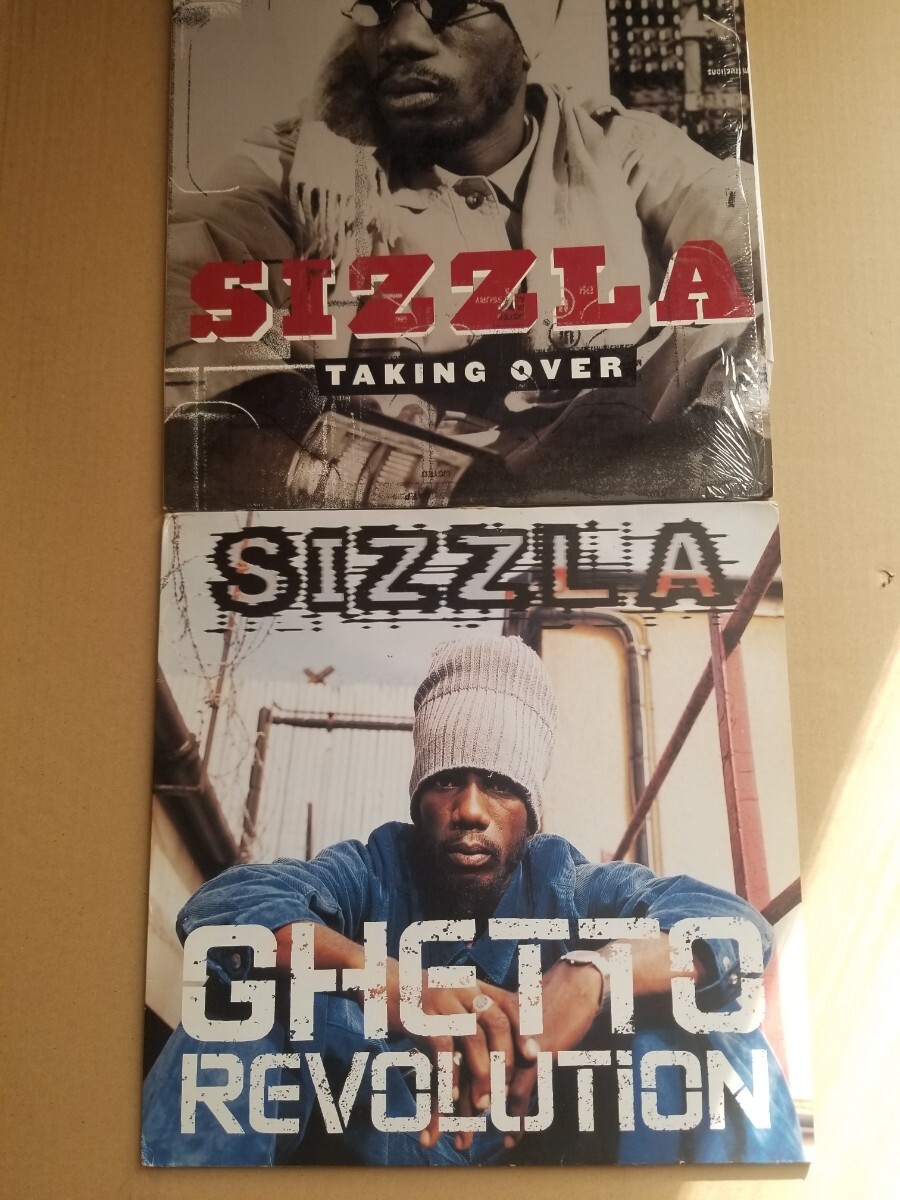 SIZZLA
TAKING OVER
SIZZLA
GHETTO
REVOLUTiON